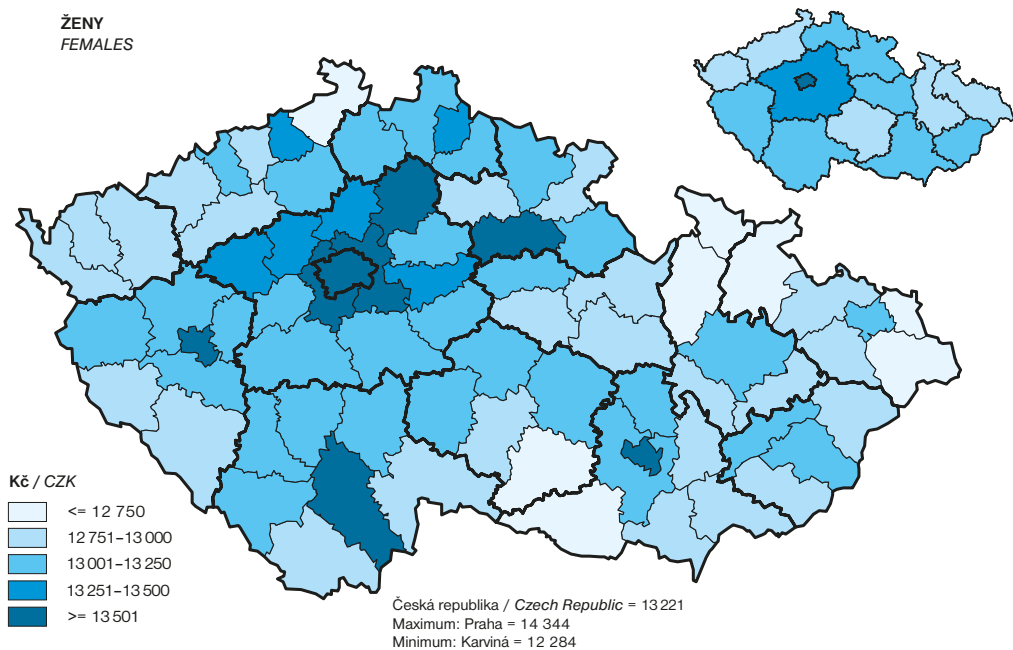 ŽENY
FEMALES
Kč / CZK
<= 12 750
12 751–13 000
13 001–13 250
13 251–13 500
>= 13 501
Česká republika / Czech Republic = 13 221
Maximum: Praha = 14 344
Minimum: Karviná = 12 284